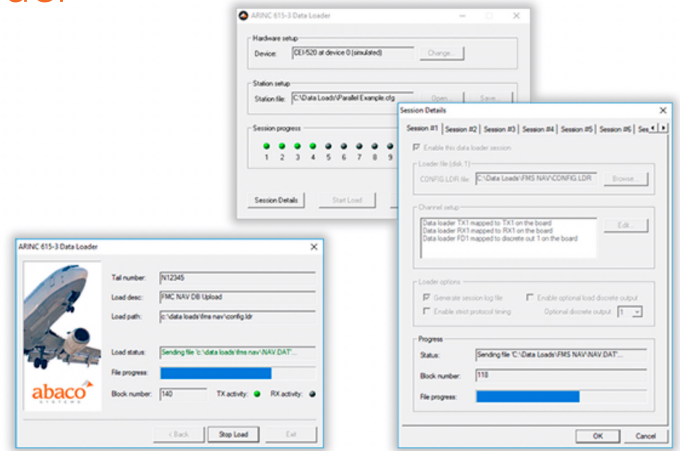 ARINC 615-3 Data Loader
Hardware setup
Device: CEI-520 at device 0 (simulated) Change...
Station setup
Station file: C:\Data Loads\Parallel Example.cfg Open... Save...
Session progress
1 2 3 4 5 6 7 8 9
Session Details Start Load
Session Details
Session #1 Session #2 Session #3 Session #4 Session #5 Session #6 Ses
Enable this data loader session
Loader file (disk 1)
CONFIG.LDR file: C:\Data Loads\FMS NAV\CONFIG.LDR Browse...
Channel setup
Data loader TX1 mapped to TX1 on the board
Data loader RX1 mapped to RX1 on the board
Data loader FD1 mapped to discrete out 1 on the board
Edit...
Loader options
Generate session log file Enable optional load discrete output
Enable strict protocol timing Optional discrete output: 1
Progress
Status: Sending file 'C:\Data Loads\FMS NAV\NAV.DAT'...
Block number: 118
File progress:
OK Cancel
ARINC 615-3 Data Loader
Tail number: N12345
Load desc: FMC NAV DB Upload
Load path: c:\data loads\fms nav\config.ldr
Load status: Sending file 'c:\data loads\fms nav\NAV.DAT'...
File progress:
Block number: 140 TX activity: RX activity:
abaco
SYSTEMS
< Back Stop Load Exit